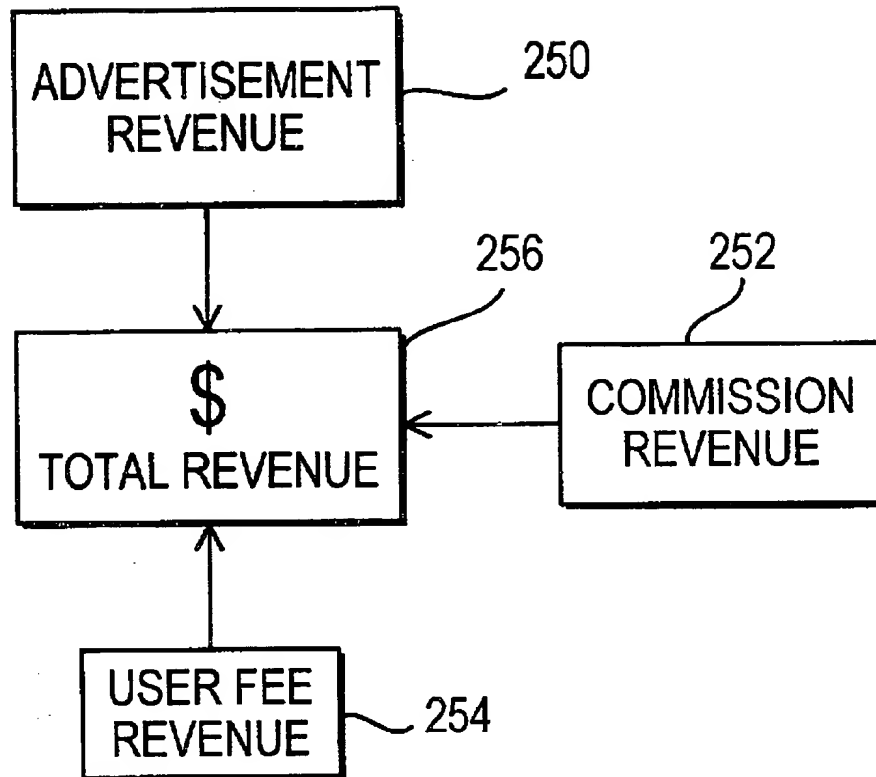 ADVERTISEMENT
REVENUE
250
256
252
$
TOTAL REVENUE
COMMISSION
REVENUE
USER FEE
REVENUE
254